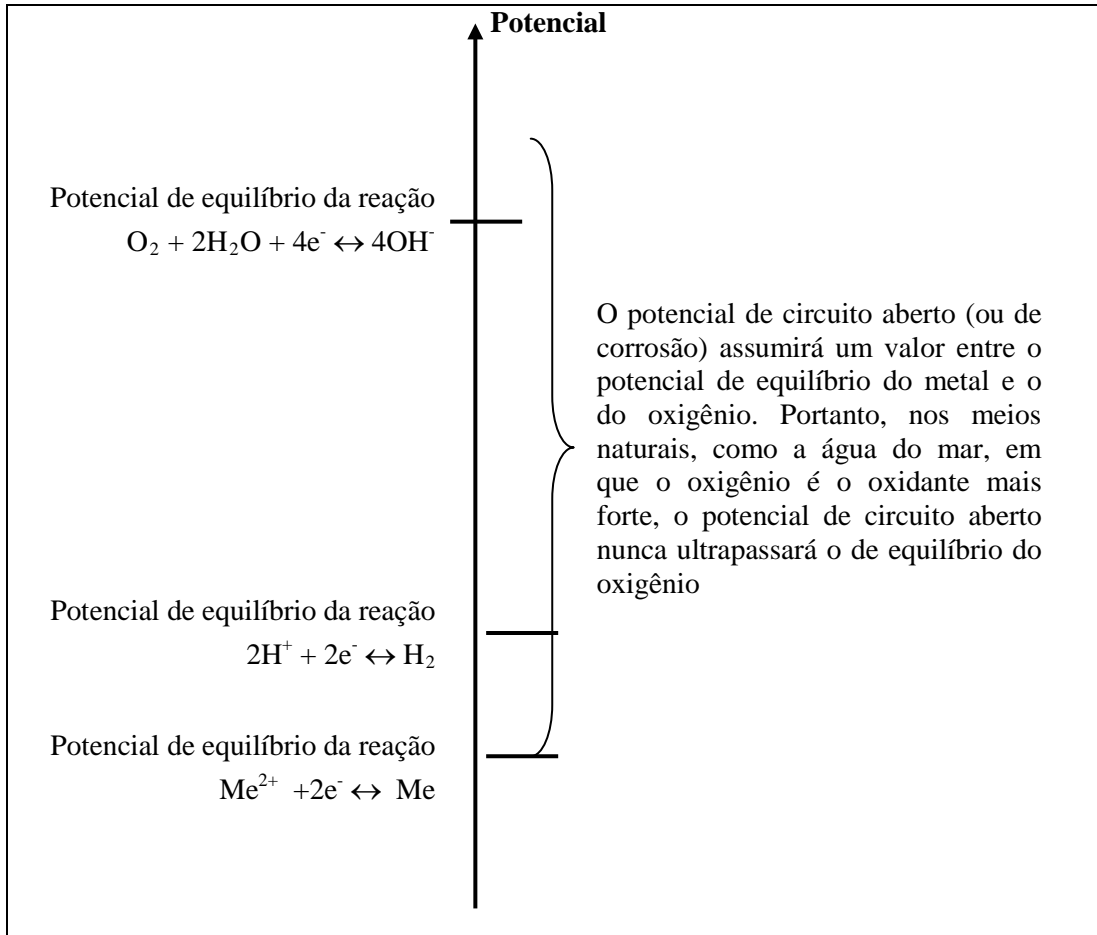 Potencial
Potencial de equilíbrio da reação
O₂ + 2H₂O + 4e⁻ ↔ 4OH⁻
O potencial de circuito aberto (ou de
corrosão) assumirá um valor entre o
potencial de equilíbrio do metal e o
do oxigênio. Portanto, nos meios
naturais, como a água do mar, em
que o oxigênio é o oxidante mais
forte, o potencial de circuito aberto
nunca ultrapassará o de equilíbrio do
oxigênio
Potencial de equilíbrio da reação
2H⁺ + 2e⁻ ↔ H₂
Potencial de equilíbrio da reação
Me²⁺ +2e⁻ ↔ Me